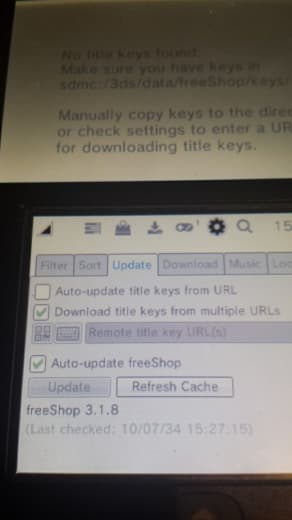 No title keys found.
Make sure you have keys in
sdmc:/3ds/data/freeShop/keys/
Manually copy keys to the direc
or check settings to enter a UR
for downloading title keys.
1
15
Filter Sort Update Download Music Loc
Auto-update title keys from URL
Download title keys from multiple URLs
Remote title key URL(s)
Auto-update freeShop
Update Refresh Cache
freeShop 3.1.8
(Last checked: 10/07/34 15:27:15)